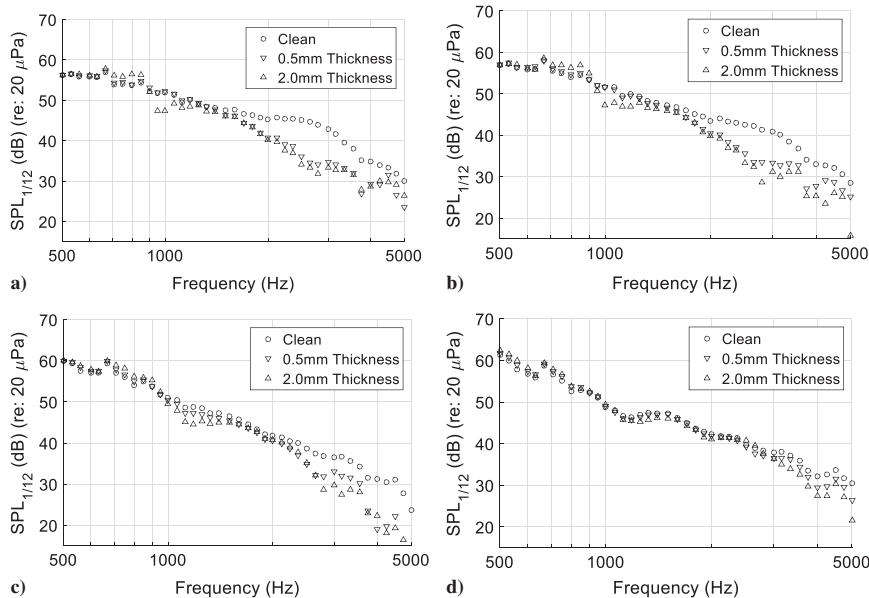 70
60
50
40
30
20
SPL1/12 (dB) (re: 20 μPa)
Clean
0.5mm Thickness
2.0mm Thickness
500
1000
5000
Frequency (Hz)
a)
70
60
50
40
30
20
SPL1/12 (dB) (re: 20 μPa)
Clean
0.5mm Thickness
2.0mm Thickness
500
1000
5000
Frequency (Hz)
b)
70
60
50
40
30
20
SPL1/12 (dB) (re: 20 μPa)
Clean
0.5mm Thickness
2.0mm Thickness
500
1000
5000
Frequency (Hz)
c)
70
60
50
40
30
20
SPL1/12 (dB) (re: 20 μPa)
Clean
0.5mm Thickness
2.0mm Thickness
500
1000
5000
Frequency (Hz)
d)